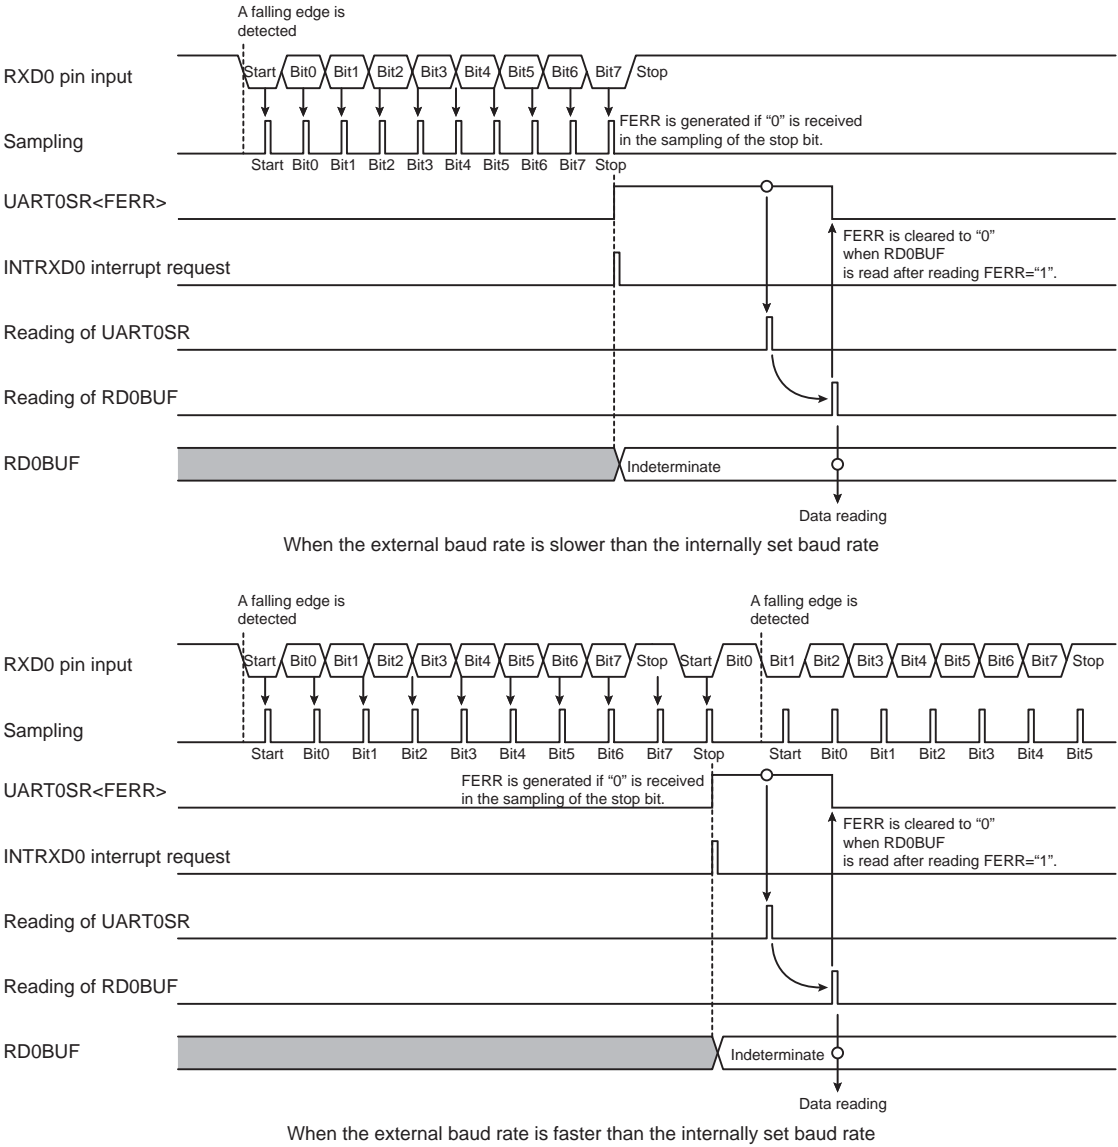 A falling edge is
detected
RXD0 pin input
Start Bit0 Bit1 Bit2 Bit3 Bit4 Bit5 Bit6 Bit7 Stop
FERR is generated if “0” is received
in the sampling of the stop bit.
Sampling
Start Bit0 Bit1 Bit2 Bit3 Bit4 Bit5 Bit6 Bit7 Stop
UART0SR<FERR>
FERR is cleared to “0”
when RD0BUF
is read after reading FERR=“1”.
INTRXD0 interrupt request
Reading of UART0SR
Reading of RD0BUF
RD0BUF
Indeterminate
Data reading
When the external baud rate is slower than the internally set baud rate
A falling edge is
detected
A falling edge is
detected
RXD0 pin input
Start Bit0 Bit1 Bit2 Bit3 Bit4 Bit5 Bit6 Bit7 Stop Start Bit0 Bit1 Bit2 Bit3 Bit4 Bit5 Bit6 Bit7 Stop
Sampling
Start Bit0 Bit1 Bit2 Bit3 Bit4 Bit5 Bit6 Bit7 Stop Start Bit0 Bit1 Bit2 Bit3 Bit4 Bit5
FERR is generated if “0” is received
in the sampling of the stop bit.
UART0SR<FERR>
FERR is cleared to “0”
when RD0BUF
is read after reading FERR=“1”.
INTRXD0 interrupt request
Reading of UART0SR
Reading of RD0BUF
RD0BUF
Indeterminate
Data reading
When the external baud rate is faster than the internally set baud rate